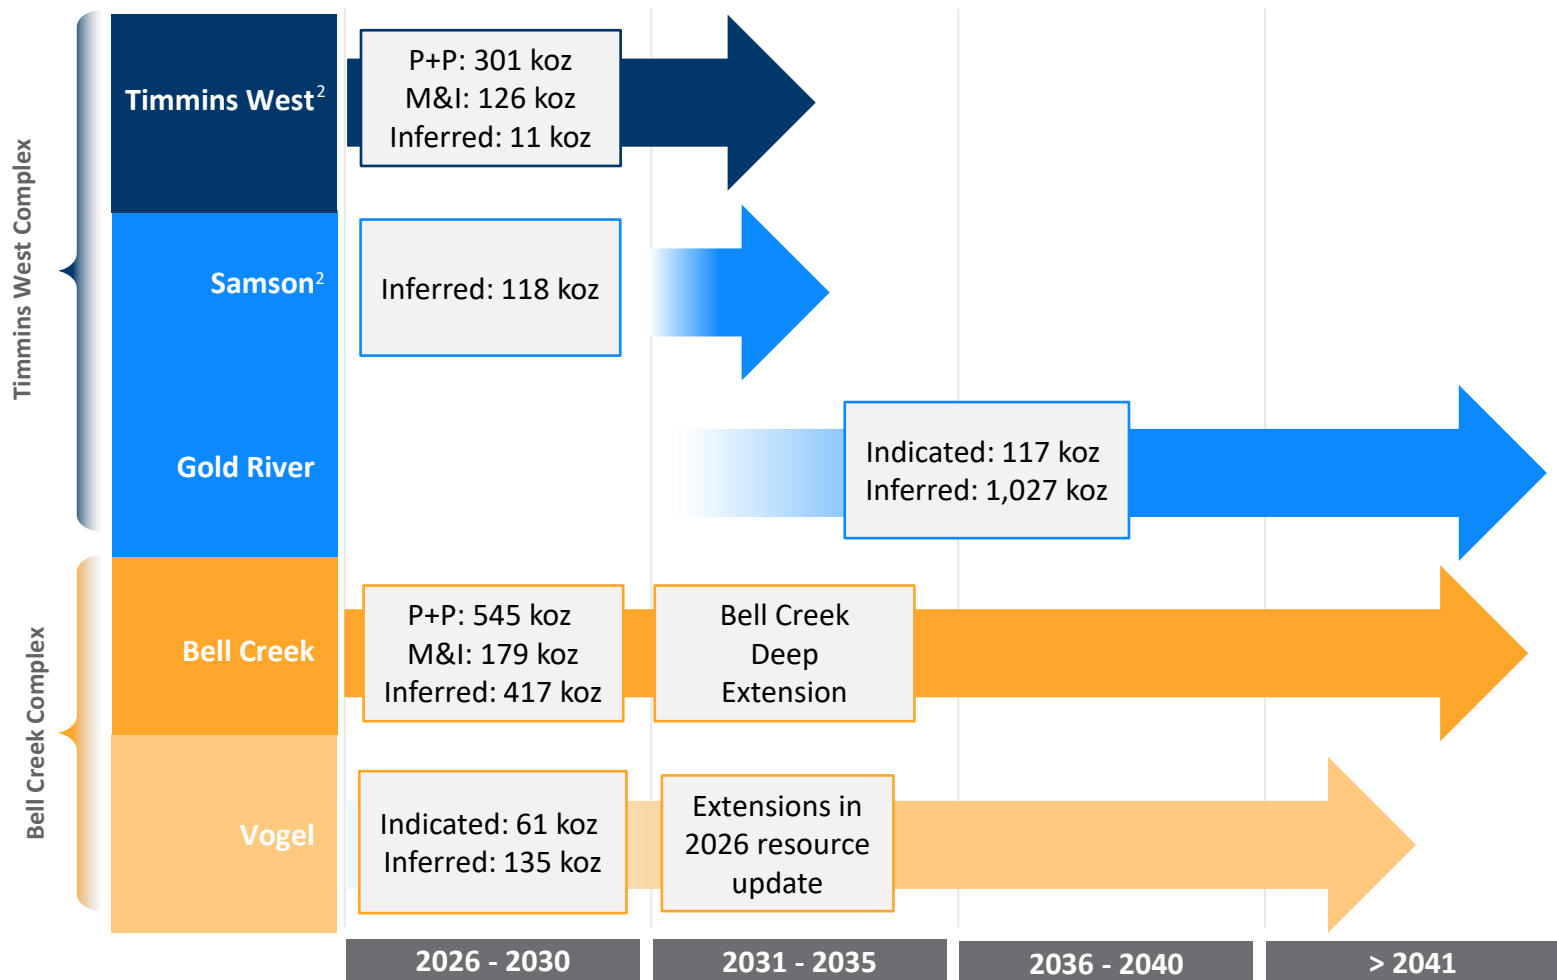 Timmins West Complex
Timmins West²
P+P: 301 koz
M&I: 126 koz
Inferred: 11 koz
Samson²
Inferred: 118 koz
Gold River
Indicated: 117 koz
Inferred: 1,027 koz
Bell Creek Complex
Bell Creek
P+P: 545 koz
M&I: 179 koz
Inferred: 417 koz
Bell Creek
Deep
Extension
Vogel
Indicated: 61 koz
Inferred: 135 koz
Extensions in
2026 resource
update
2026 - 2030
2031 - 2035
2036 - 2040
> 2041